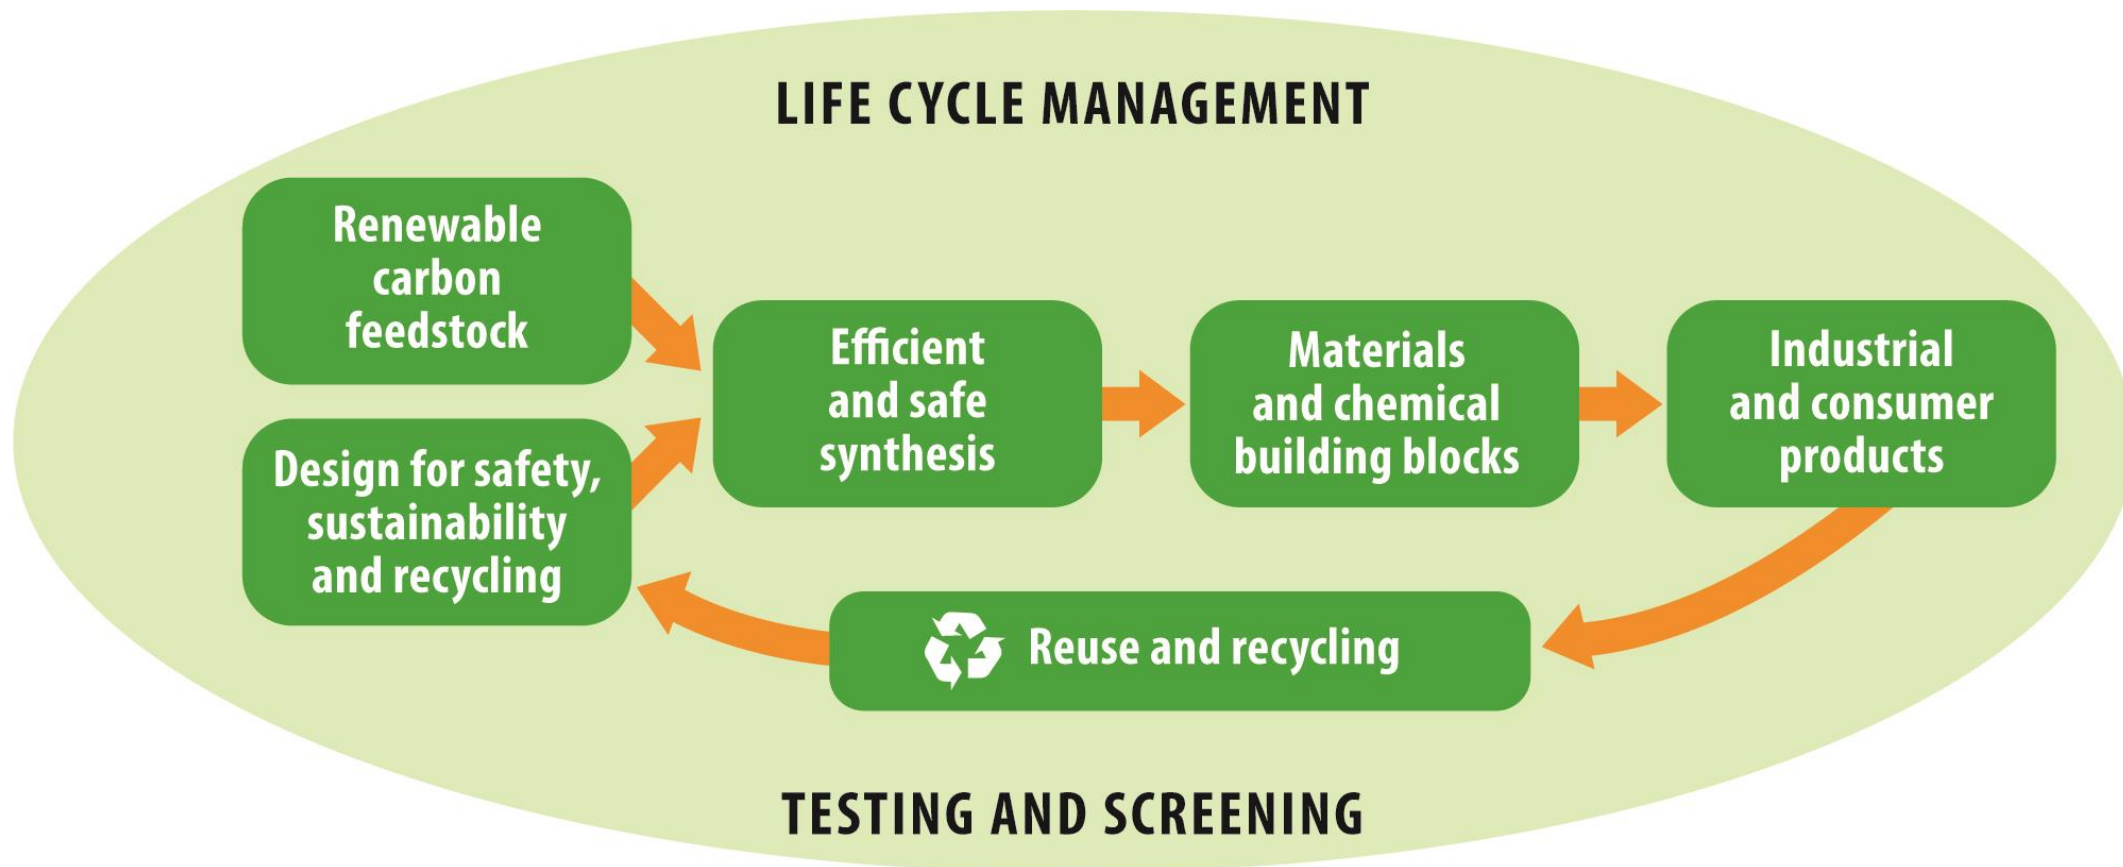 LIFE CYCLE MANAGEMENT
Renewable
carbon
feedstock
Design for safety,
sustainability
and recycling
Efficient
and safe
synthesis
Materials
and chemical
building blocks
Industrial
and consumer
products
Reuse and recycling
TESTING AND SCREENING